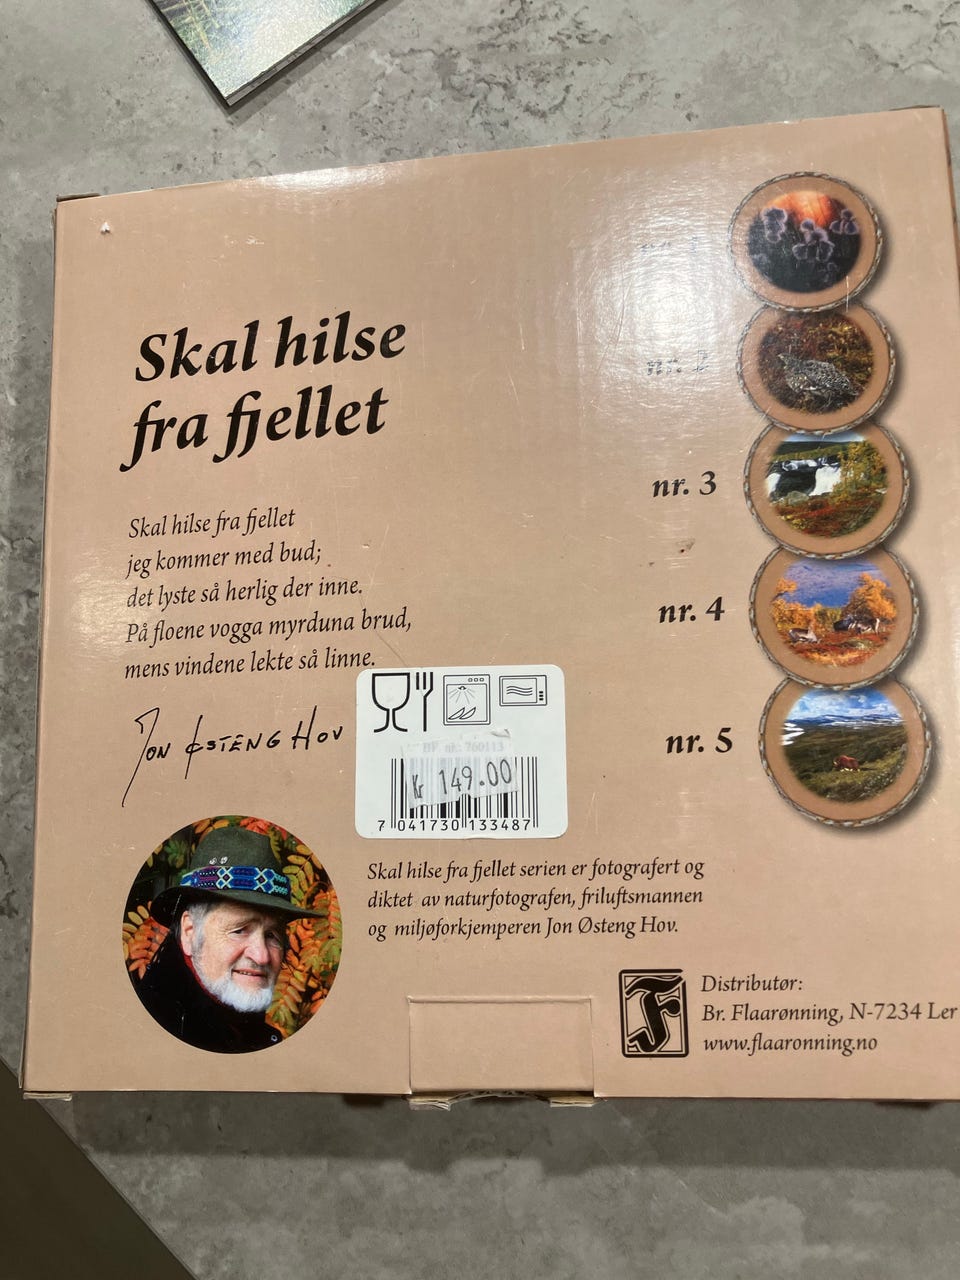 Skal hilse
fra fjellet
Skal hilse fra fjellet
jeg kommer med bud;
det lyste så herlig der inne.
På floene vogga myrduna brud,
mens vindene lekte så linne.
JON ØSTENG HOV
nr. 2
nr. 3
nr. 4
nr. 5
kr 149.00
7 041730 133487
Skal hilse fra fjellet serien er fotografert og
diktet av naturfotografen, friluftsmannen
og miljøforkjemperen Jon Østeng Hov.
F
Distributør:
Br. Flaarønning, N-7234 Ler
www.flaaronning.no